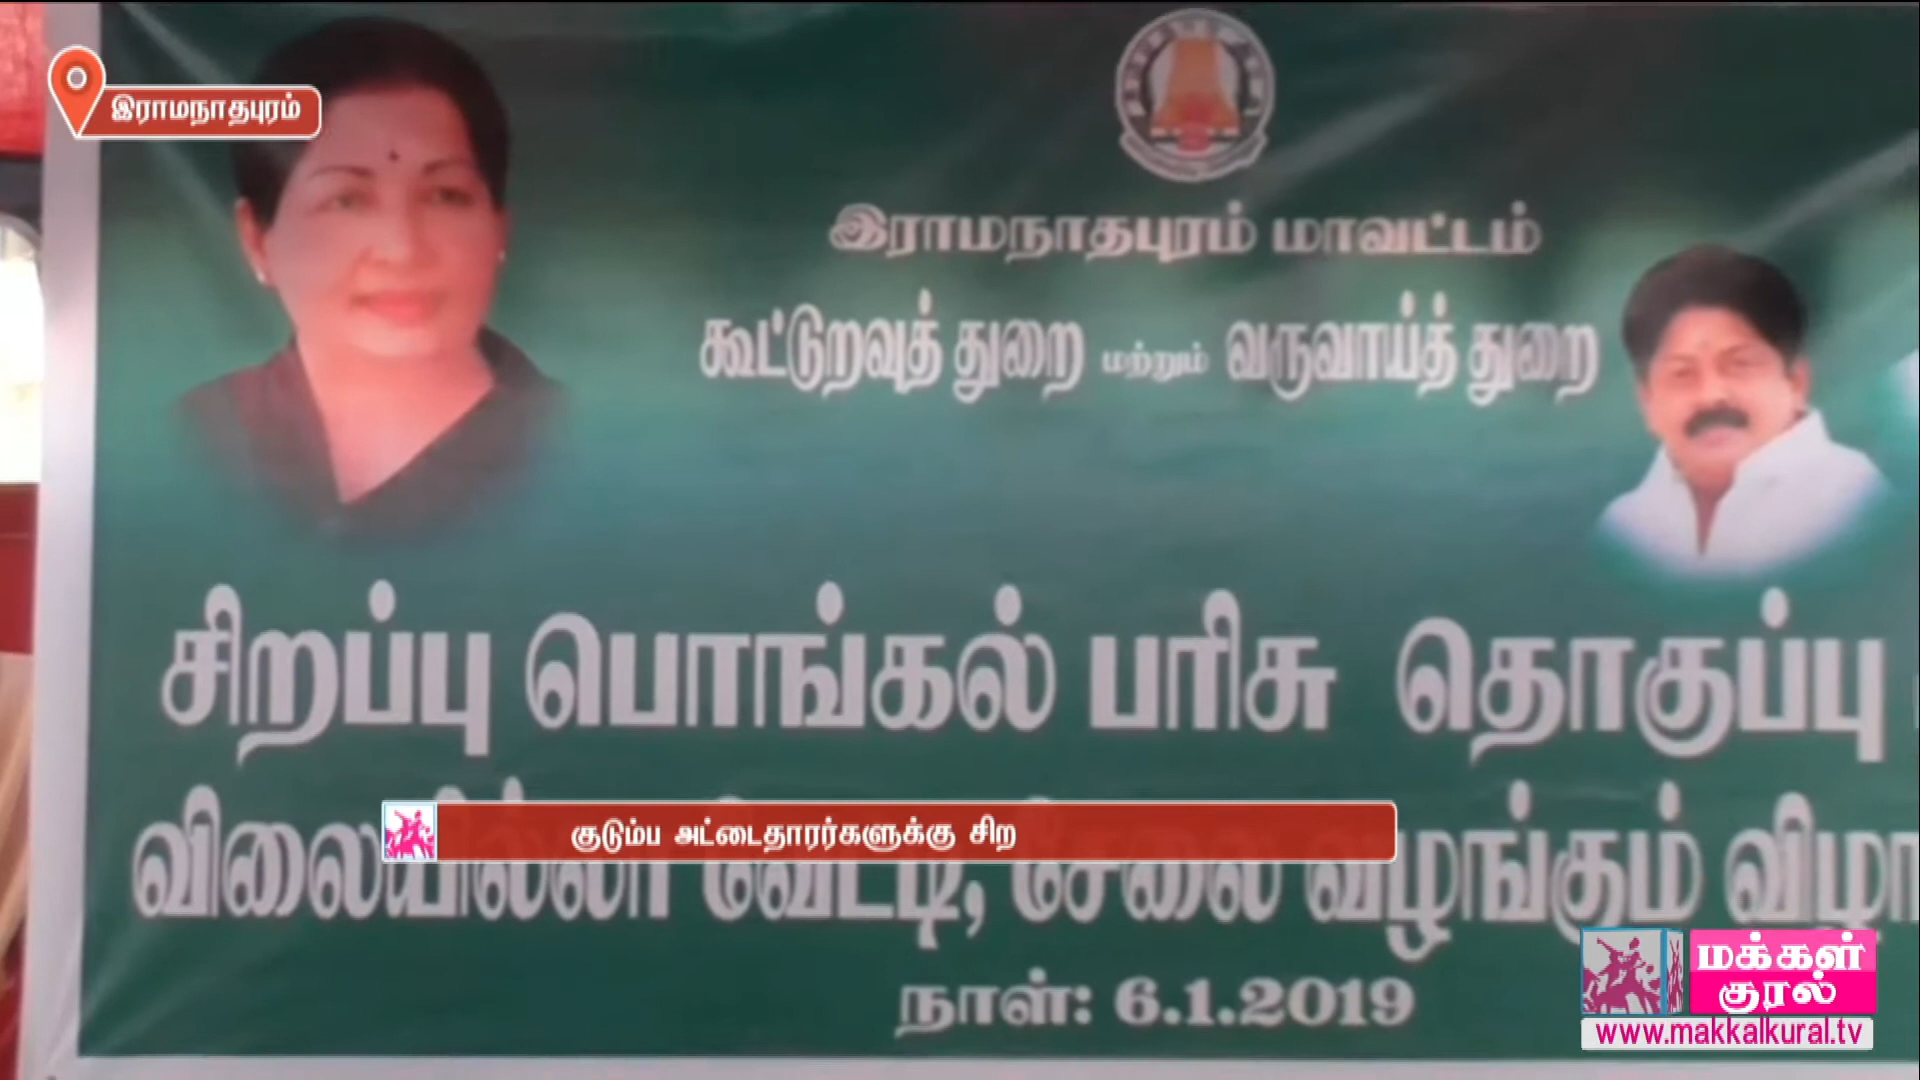 இராமநாதபுரம்
இராமநாதபுரம் மாவட்டம்
கூட்டுறவுத் துறை மற்றும் வருவாய்த் துறை
சிறப்பு பொங்கல் பரிசு தொகுப்பு
விலையில்லா வேட்டி, சேலை வழங்கும் விழா
குடும்ப அட்டைதாரர்களுக்கு சிற
நாள்: 6.1.2019
மக்கள்
குரல்
www.makkalkural.tv